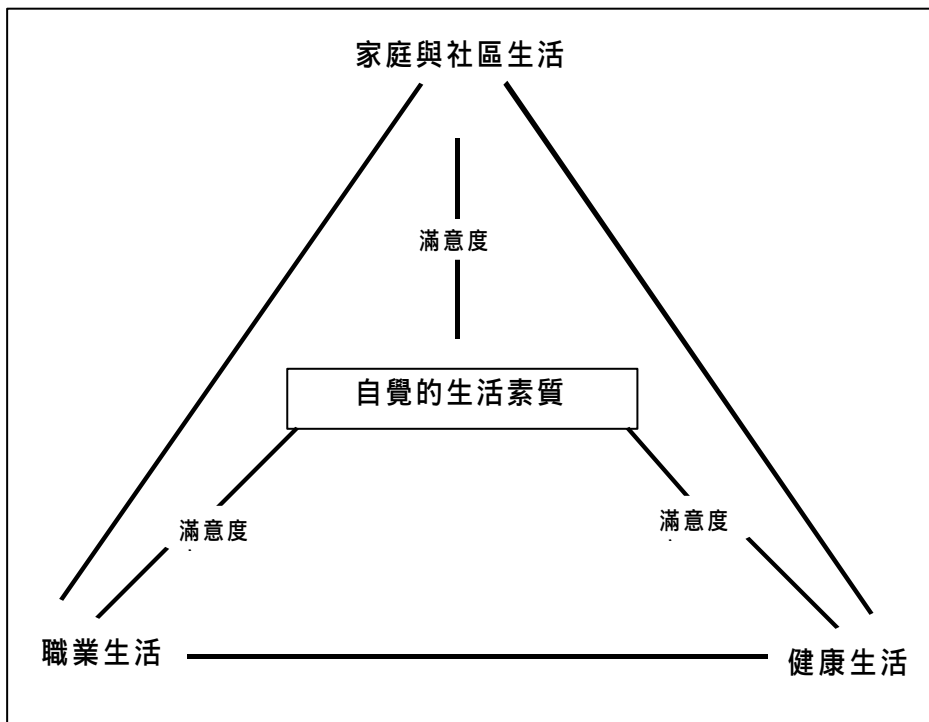 家庭與社區生活
滿意度
自覺的生活素質
滿意度
滿意度
職業生活
健康生活